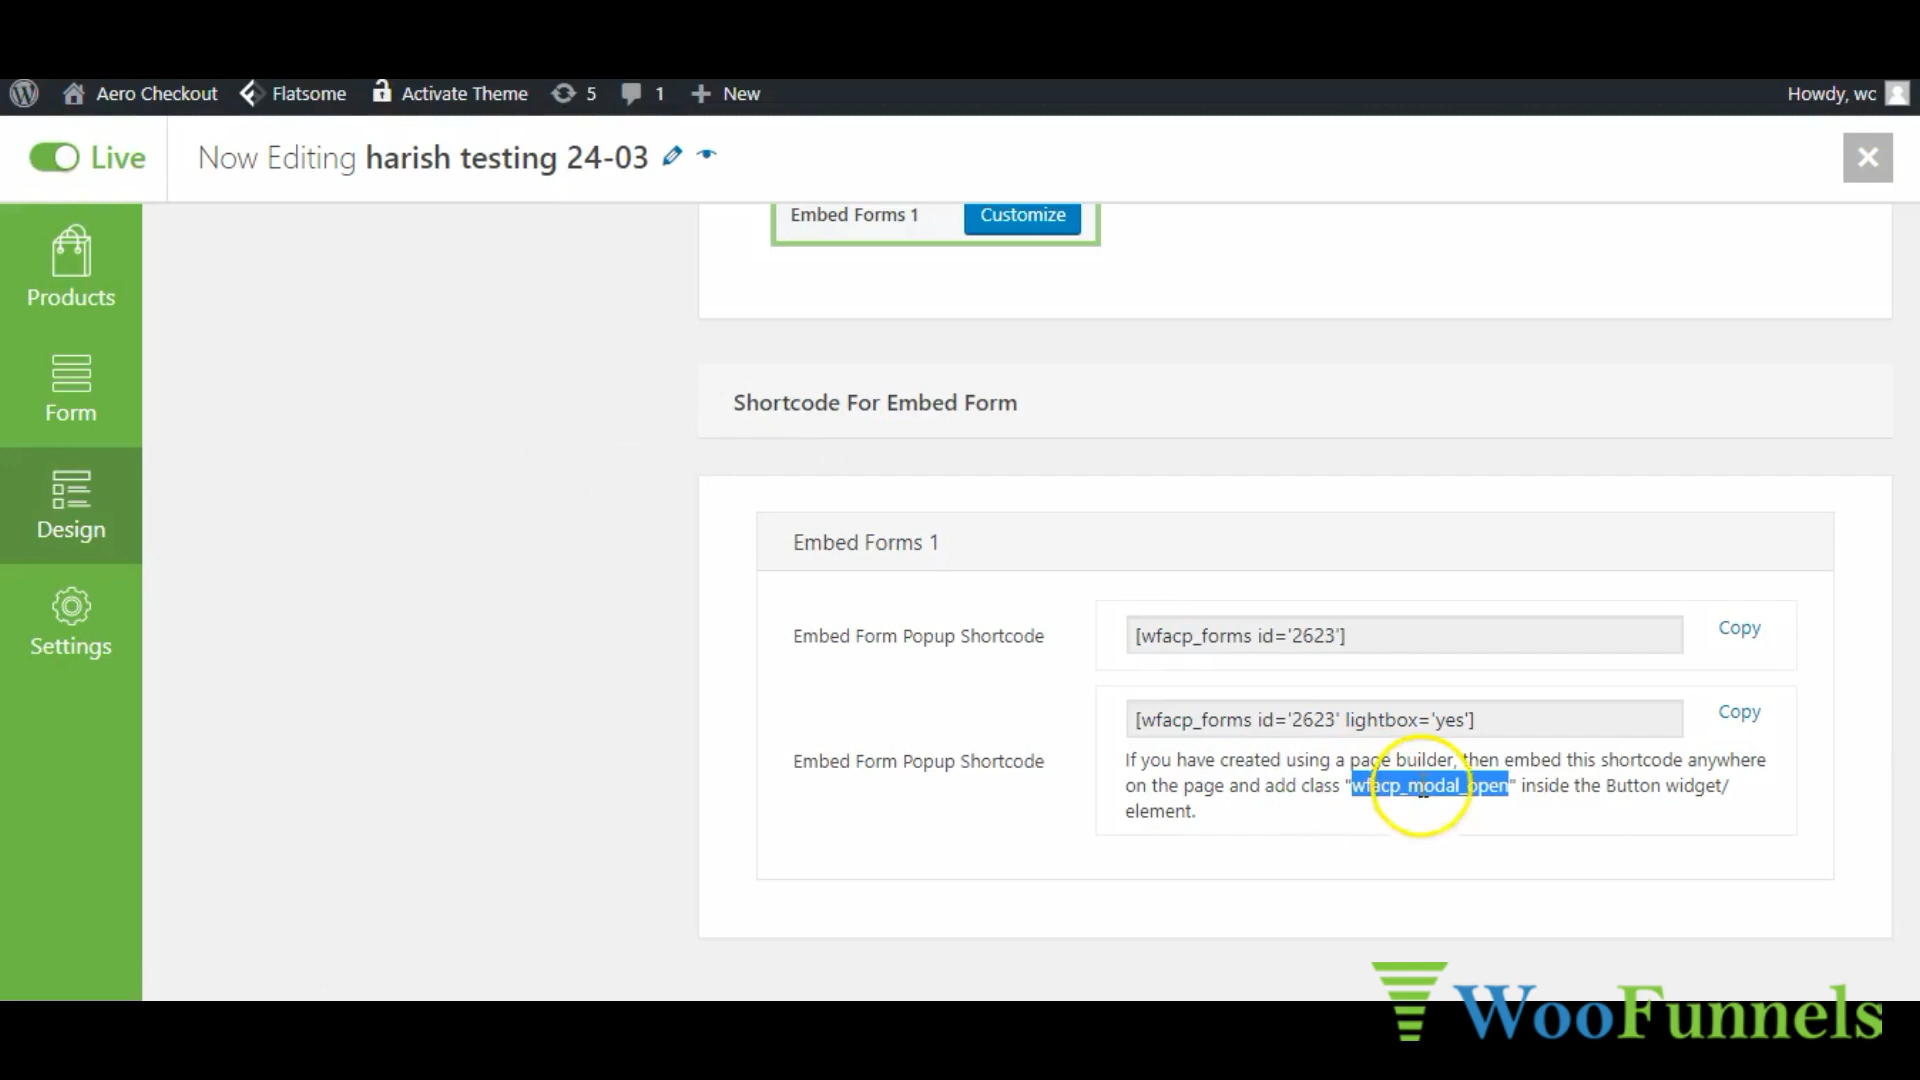 Aero Checkout Flatsome Activate Theme 5 1 New Howdy, wc
Live Now Editing harish testing 24-03
Products
Form
Design
Settings
Embed Forms 1 Customize
Shortcode For Embed Form
Embed Forms 1
Embed Form Popup Shortcode [wfacp_forms id='2623'] Copy
[wfacp_forms id='2623' lightbox='yes'] Copy
Embed Form Popup Shortcode
If you have created using a page builder, then embed this shortcode anywhere
on the page and add class "wfacp_modal_open" inside the Button widget/
element.
WooFunnels